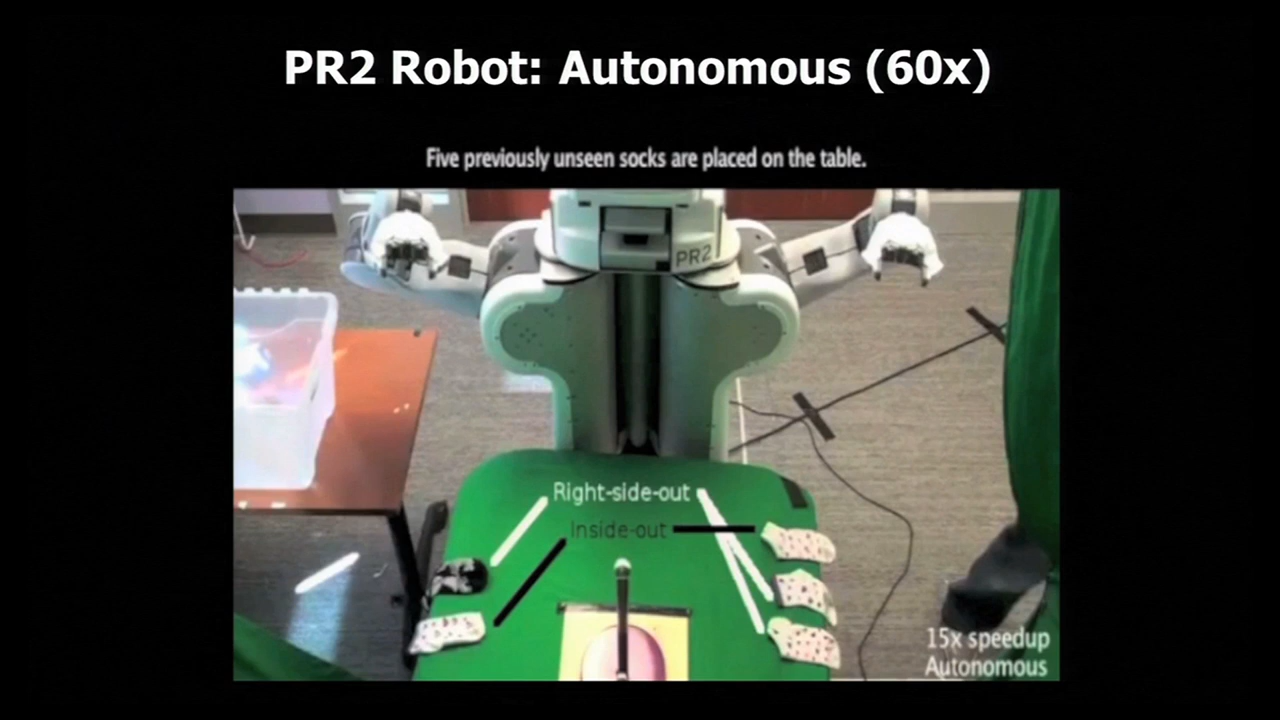 PR2 Robot: Autonomous (60x)
Five previously unseen socks are placed on the table.
PR2
Right-side-out
Inside-out
15x speedup
Autonomous